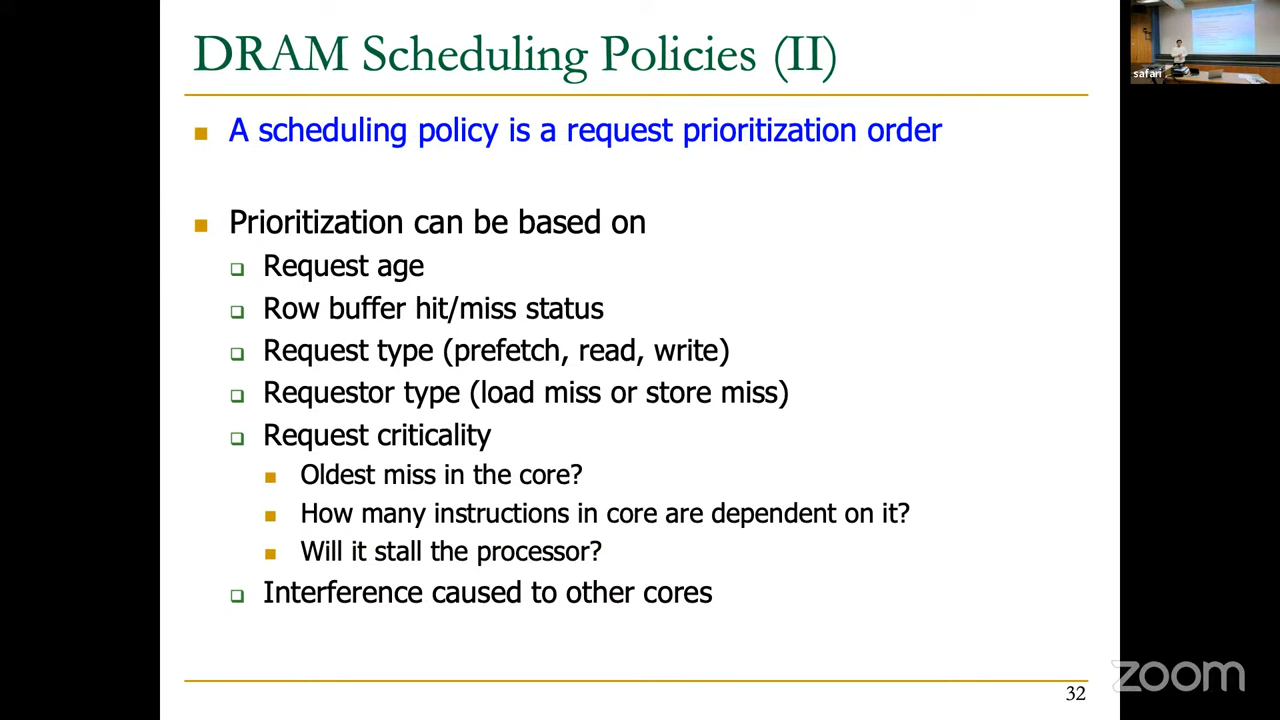 DRAM Scheduling Policies (II)
A scheduling policy is a request prioritization order
Prioritization can be based on
Request age
Row buffer hit/miss status
Request type (prefetch, read, write)
Requestor type (load miss or store miss)
Request criticality
Oldest miss in the core?
How many instructions in core are dependent on it?
Will it stall the processor?
Interference caused to other cores
32
safari
zoom